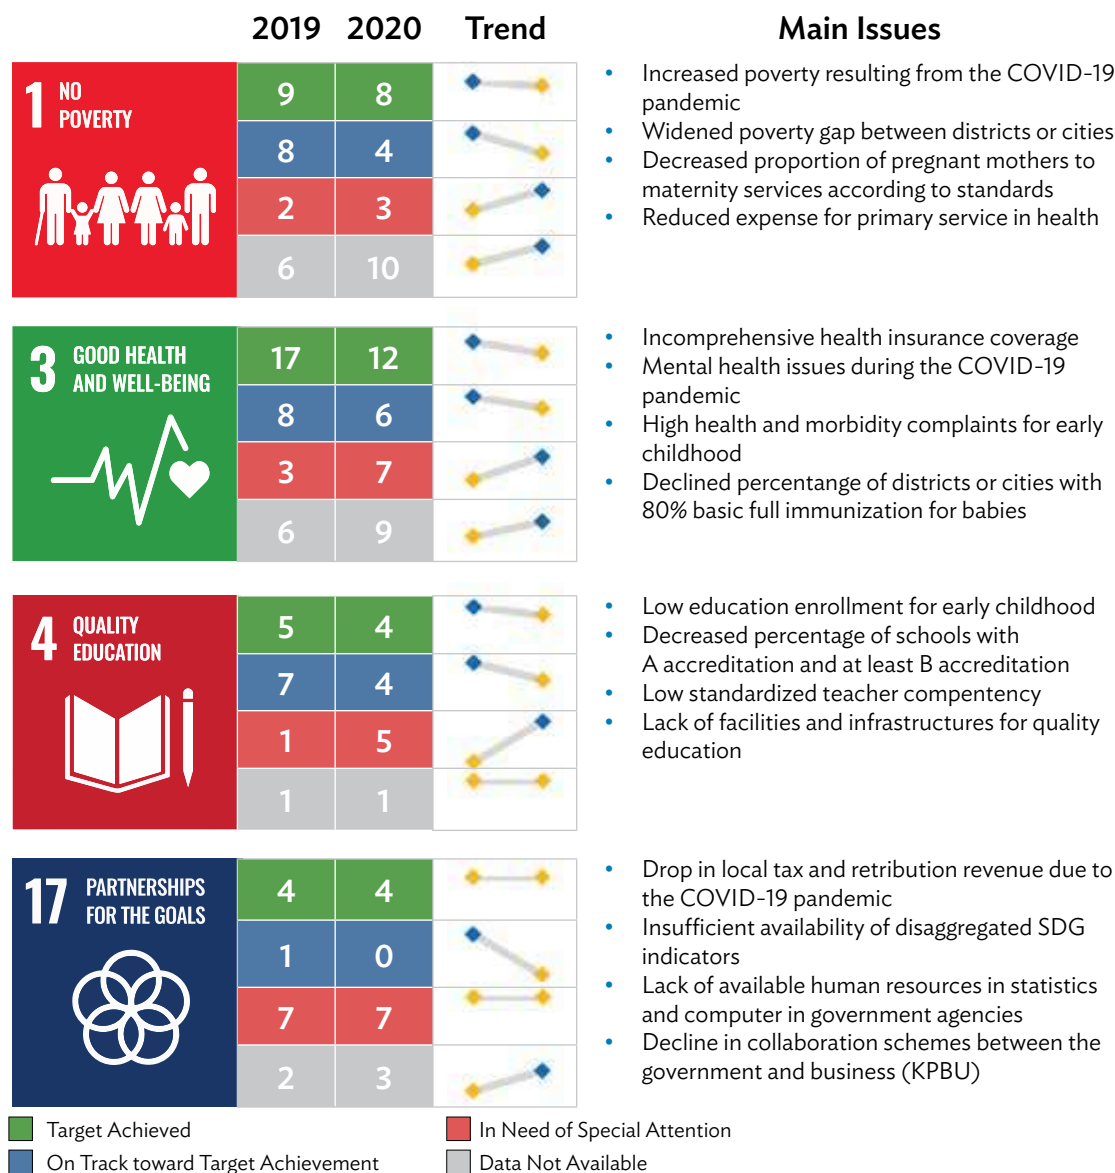 2019 2020 Trend Main Issues
1 NO
POVERTY
9 8
8 4
2 3
6 10
• Increased poverty resulting from the COVID-19
pandemic
• Widened poverty gap between districts or cities
• Decreased proportion of pregnant mothers to
maternity services according to standards
• Reduced expense for primary service in health
3 GOOD HEALTH
AND WELL-BEING
17 12
8 6
3 7
6 9
• Incomprehensive health insurance coverage
• Mental health issues during the COVID-19
pandemic
• High health and morbidity complaints for early
childhood
• Declined percentange of districts or cities with
80% basic full immunization for babies
4 QUALITY
EDUCATION
5 4
7 4
1 5
1 1
• Low education enrollment for early childhood
• Decreased percentage of schools with
A accreditation and at least B accreditation
• Low standardized teacher compentency
• Lack of facilities and infrastructures for quality
education
17 PARTNERSHIPS
FOR THE GOALS
4 4
1 0
7 7
2 3
• Drop in local tax and retribution revenue due to
the COVID-19 pandemic
• Insufficient availability of disaggregated SDG
indicators
• Lack of available human resources in statistics
and computer in government agencies
• Decline in collaboration schemes between the
government and business (KPBU)
Target Achieved
In Need of Special Attention
On Track toward Target Achievement
Data Not Available